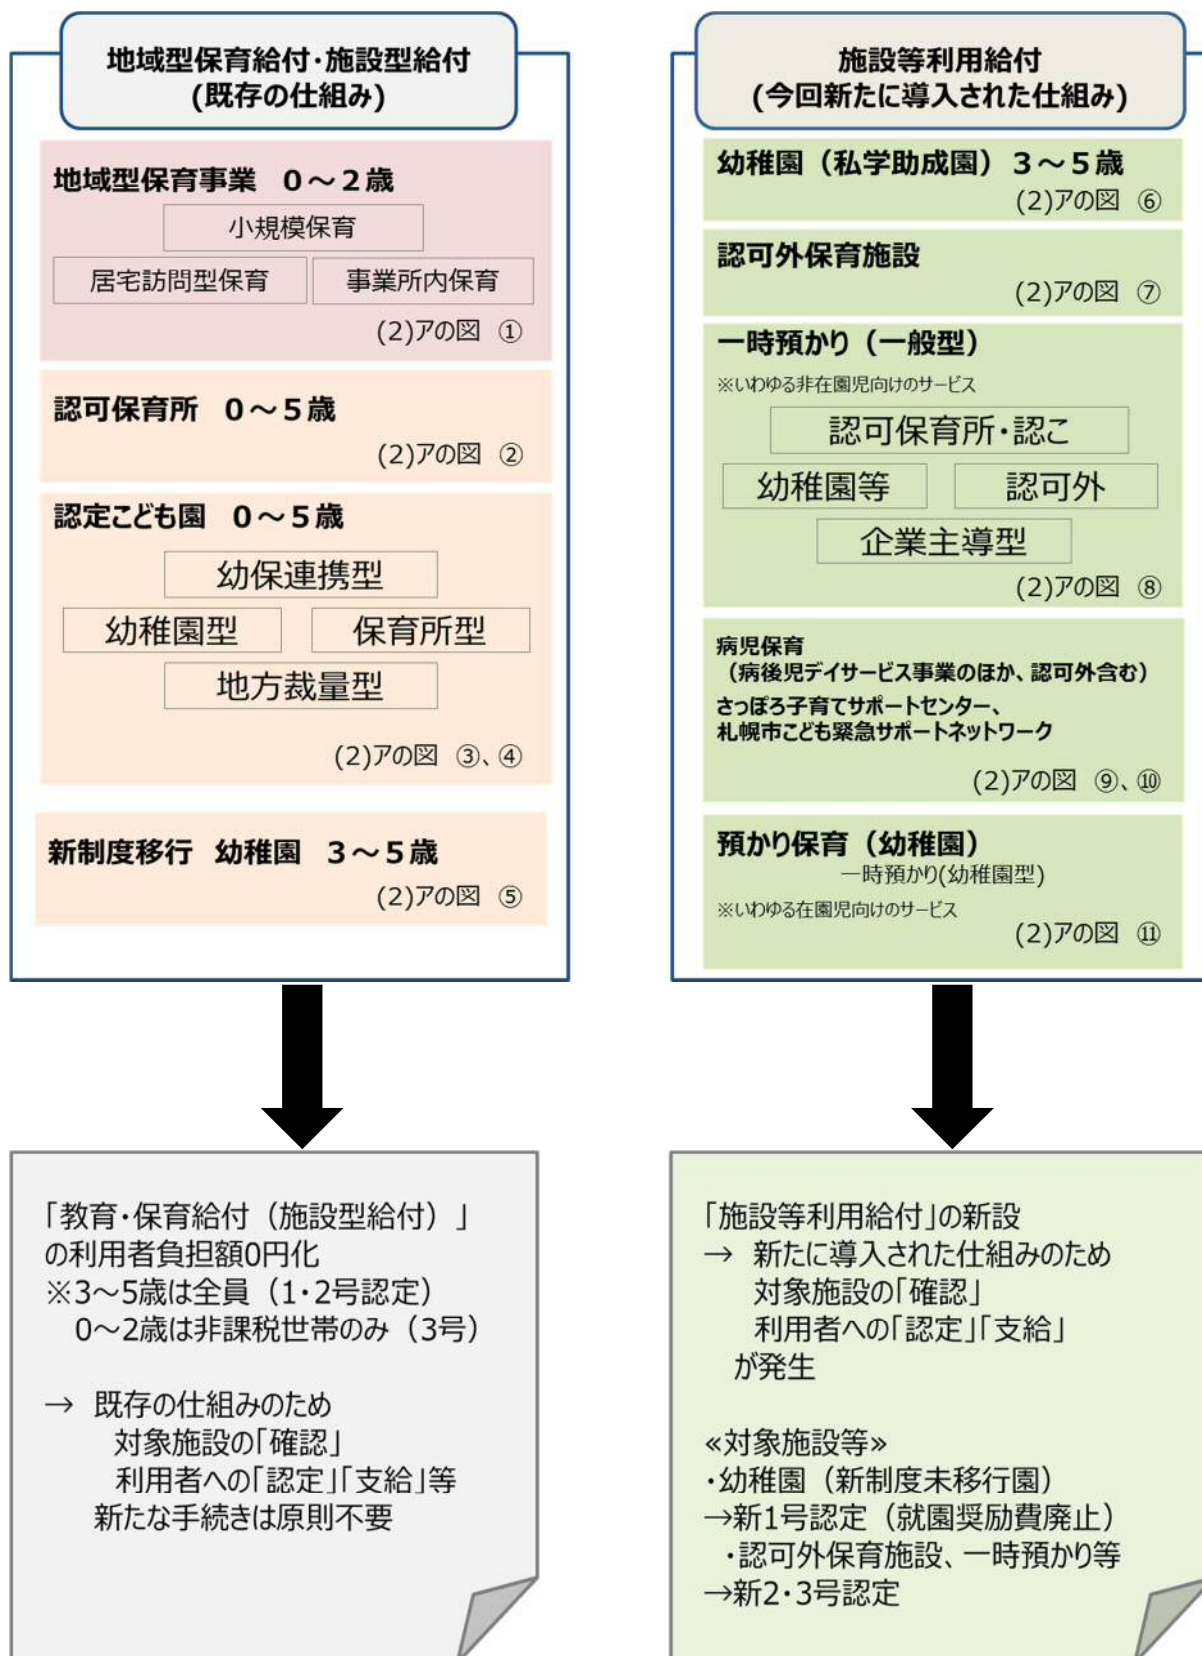 地域型保育給付・施設型給付
(既存の仕組み)
地域型保育事業 0～2歳
小規模保育
居宅訪問型保育
事業所内保育
(2)アの図 ①
認可保育所 0～5歳
(2)アの図 ②
認定こども園 0～5歳
幼保連携型
幼稚園型
保育所型
地方裁量型
(2)アの図 ③、④
新制度移行 幼稚園 3～5歳
(2)アの図 ⑤
「教育・保育給付（施設型給付）」
の利用者負担額0円化
※3～5歳は全員（1・2号認定）
0～2歳は非課税世帯のみ（3号）
→ 既存の仕組みのため
対象施設の「確認」
利用者への「認定」「支給」等
新たな手続きは原則不要
施設等利用給付
(今回新たに導入された仕組み)
幼稚園（私学助成園）3～5歳
(2)アの図 ⑥
認可外保育施設
(2)アの図 ⑦
一時預かり（一般型）
※いわゆる非在園児向けのサービス
認可保育所・認こ
幼稚園等
認可外
企業主導型
(2)アの図 ⑧
病児保育
（病後児デイサービス事業のほか、認可外含む）
さっぽろ子育てサポートセンター、
札幌市こども緊急サポートネットワーク
(2)アの図 ⑨、⑩
預かり保育（幼稚園）
一時預かり(幼稚園型)
※いわゆる在園児向けのサービス
(2)アの図 ⑪
「施設等利用給付」の新設
→ 新たに導入された仕組みのため
対象施設の「確認」
利用者への「認定」「支給」
が発生
≪対象施設等≫
・幼稚園（新制度未移行園）
→新1号認定（就園奨励費廃止）
・認可外保育施設、一時預かり等
→新2・3号認定